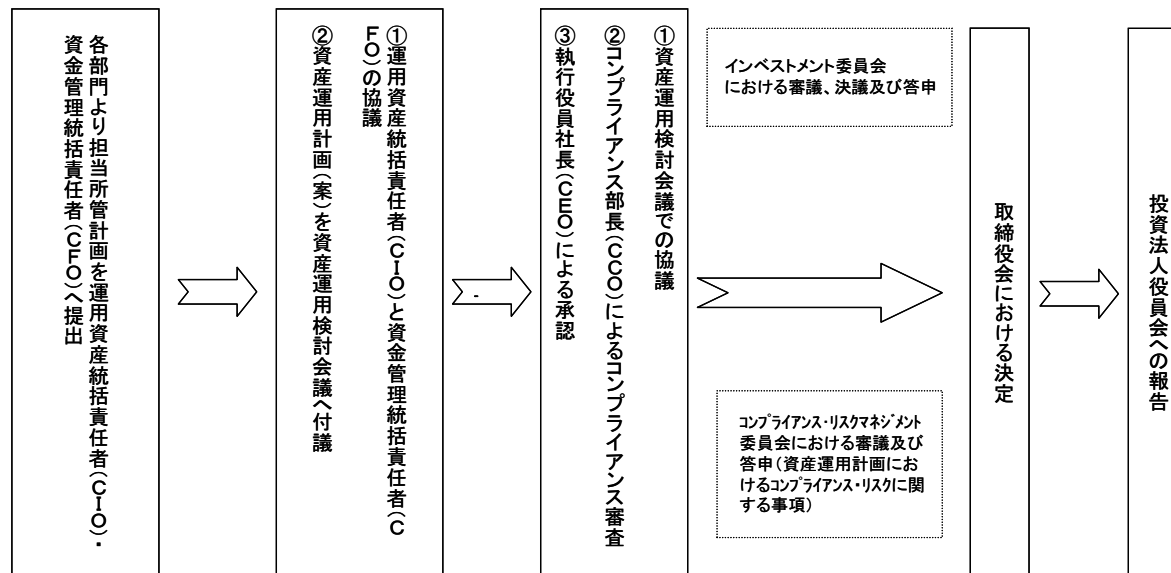 各部門より担当所管計画を運用資産統括責任者(CIO)・
資金管理統括責任者(CFO)へ提出
①運用資産統括責任者(CIO)と資金管理統括責任者(C
FO)の協議
②資産運用計画(案)を資産運用検討会議へ付議
-
①資産運用検討会議での協議
②コンプライアンス部長(CCO)によるコンプライアンス審査
③執行役員社長(CEO)による承認
インベストメント委員会
における審議、決議及び答申
コンプライアンス・リスクマネジメント
委員会における審議及び
答申(資産運用計画にお
けるコンプライアンス・リスクに関
する事項)
取締役会における決定
投資法人役員会への報告